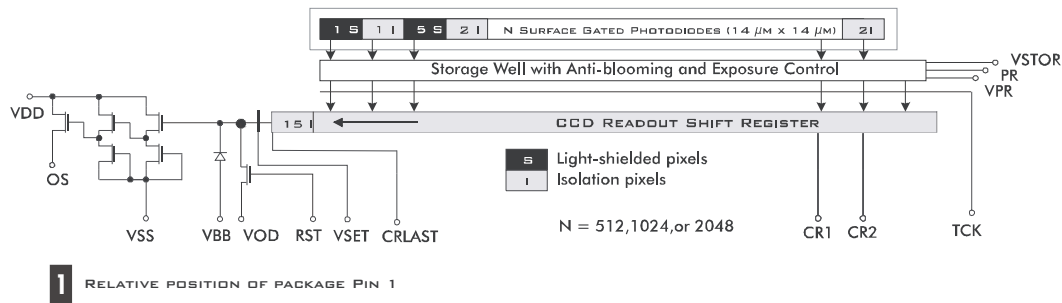 1 S 1 I 5 S 2 I N SURFACE GATED PHOTODIODES (14 µM X 14 µM) 2 I
Storage Well with Anti-blooming and Exposure Control
VSTOR
PR
VPR
VDD
15 I CCD READOUT SHIFT REGISTER
S Light-shielded pixels
I Isolation pixels
OS
N = 512,1024,or 2048
VSS VBB VOD RST VSET CRLAST CR1 CR2 TCK
1 RELATIVE POSITION OF PACKAGE PIN 1